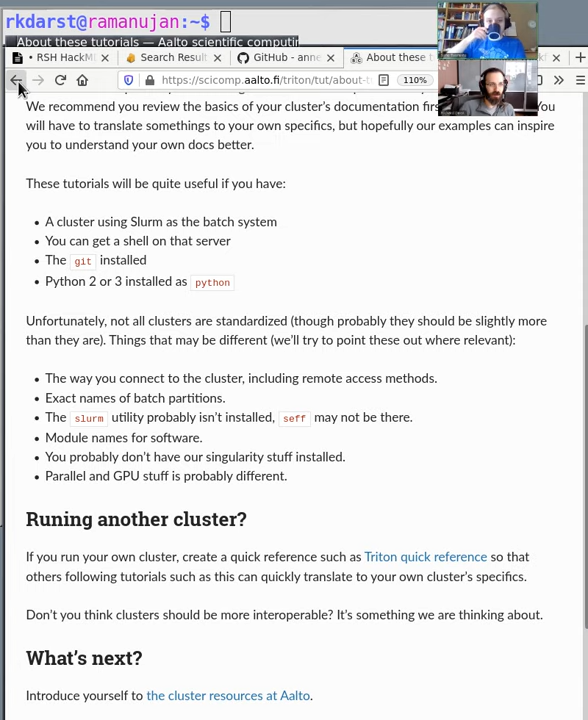 rkdarst@ramanujan:~$
About these tutorials — Aalto scientific computin
RSH HackM
Search Result
GitHub - anne
About these t
https://scicomp.aalto.fi/triton/tut/about-t
110%
We recommend you review the basics of your cluster's documentation firs
You
will have to translate somethings to your own specifics, but hopefully our examples can inspire
you to understand your own docs better.
These tutorials will be quite useful if you have:
• A cluster using Slurm as the batch system
• You can get a shell on that server
• The git installed
• Python 2 or 3 installed as python
Unfortunately, not all clusters are standardized (though probably they should be slightly more
than they are). Things that may be different (we'll try to point these out where relevant):
• The way you connect to the cluster, including remote access methods.
• Exact names of batch partitions.
• The slurm utility probably isn't installed, seff may not be there.
• Module names for software.
• You probably don't have our singularity stuff installed.
• Parallel and GPU stuff is probably different.
Runing another cluster?
If you run your own cluster, create a quick reference such as Triton quick reference so that
others following tutorials such as this can quickly translate to your own cluster's specifics.
Don't you think clusters should be more interoperable? It's something we are thinking about.
What's next?
Introduce yourself to the cluster resources at Aalto.